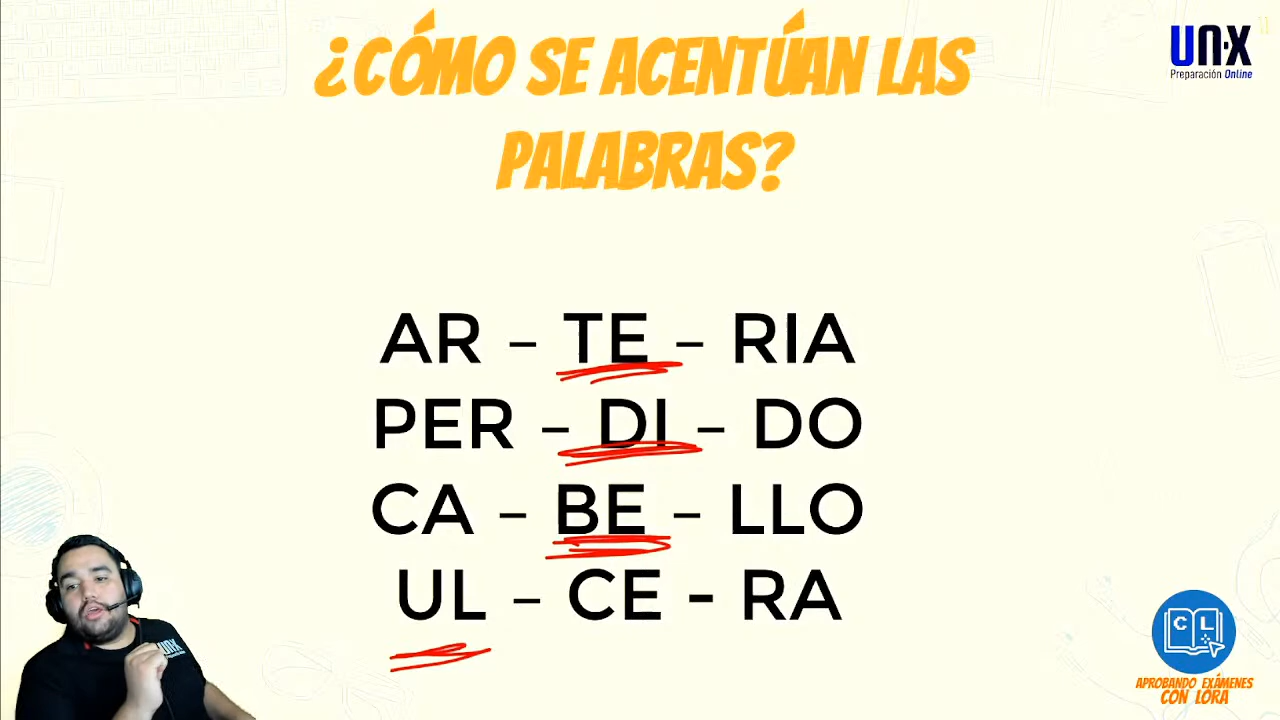 ¿CÓMO SE ACENTÚAN LAS
PALABRAS?
UN·X
Preparación Online
AR – TE – RIA
PER – DI – DO
CA – BE – LLO
UL – CE - RA
UNX
C L
APROBANDO EXÁMENES
CON LORA